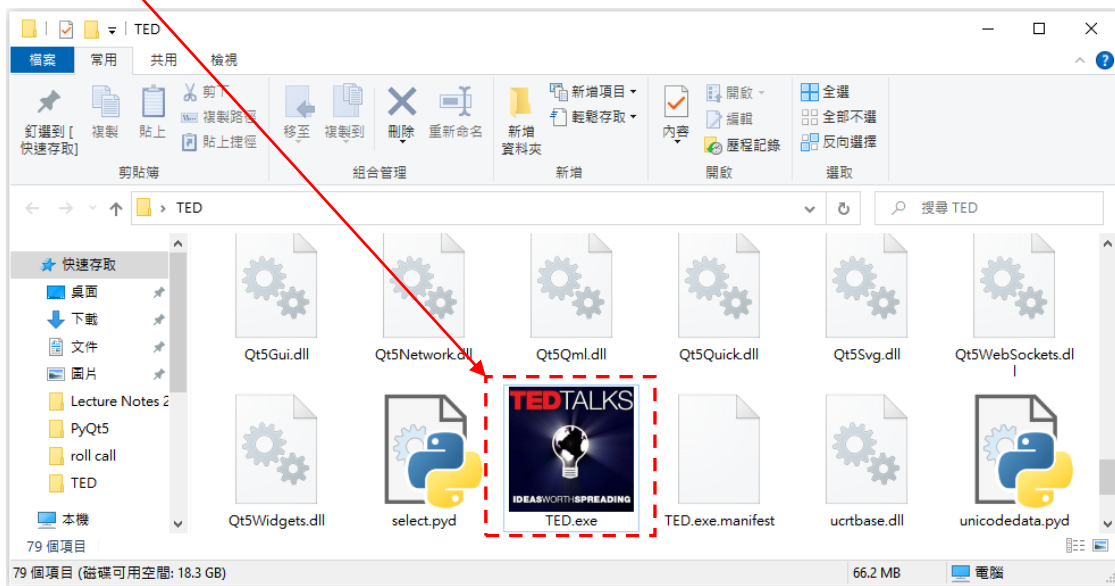 TED
檔案 常用 共用 檢視
釘選到 [
快速存取]
複製
貼上
剪下
複製路徑
貼上捷徑
移至
複製到
刪除
重新命名
新增
資料夾
新增項目
輕鬆存取
內容
開啟
編輯
歷程記錄
全選
全部不選
反向選擇
剪貼簿 組合管理 新增 開啟 選取
TED
搜尋 TED
快速存取
桌面
下載
文件
圖片
Lecture Notes 2
PyQt5
roll call
TED
本機
Qt5Gui.dll Qt5Network.dll Qt5Qml.dll Qt5Quick.dll Qt5Svg.dll Qt5WebSockets.dl
l
TEDTALKS
IDEASWORTHSPREADING
Qt5Widgets.dll select.pyd TED.exe TED.exe.manifest ucrtbase.dll unicodedata.pyd
79 個項目
79 個項目 (磁碟可用空間: 18.3 GB) 66.2 MB 電腦